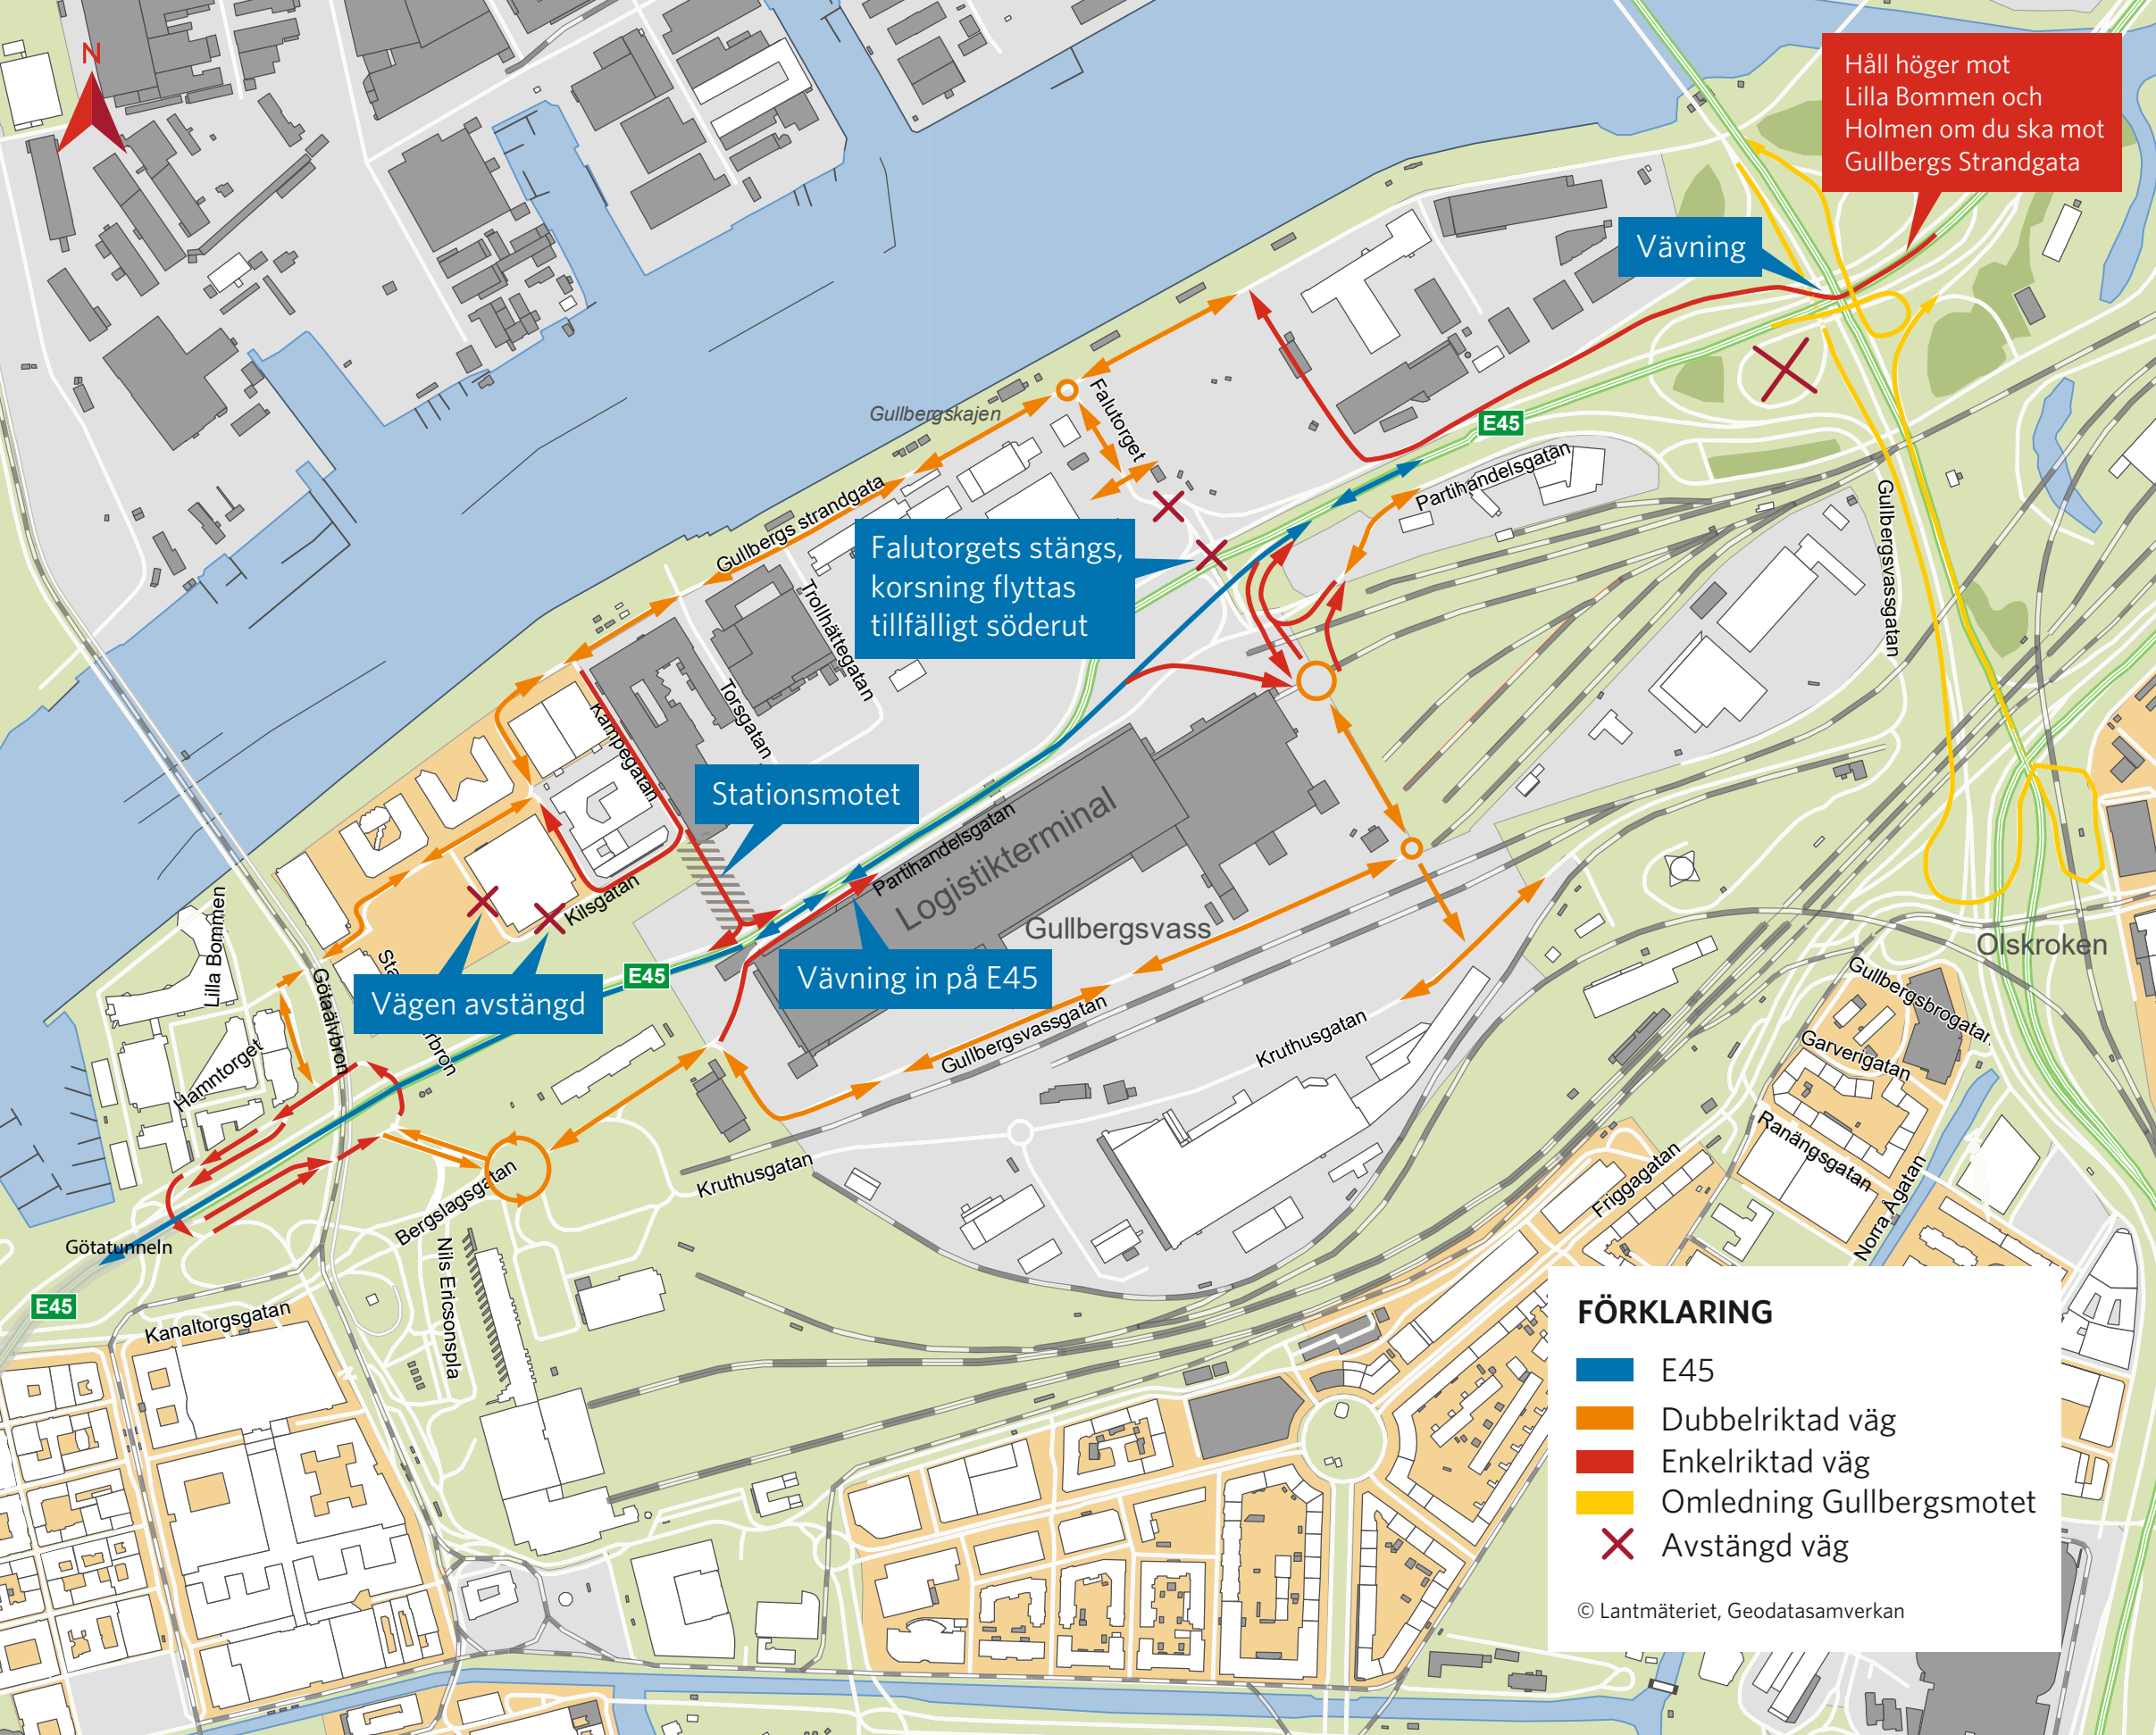 N
Håll höger mot
Lilla Bommen och
Holmen om du ska mot
Gullbergs Strandgata
Vävning
Gullbergskajen
Falutorget
E45
Partihandelsgatan
Gullbergs strandgata
Gullbergsvassgatan
Falutorgets stängs,
korsning flyttas
tillfälligt söderut
Trollhättegatan
Torsgatan
Kämpegatan
Stationsmotet
Partihandelsgatan
Logistikterminal
Gullbergsvass
Kilsgatan
Lilla Bommen
Götaälvbron
E45
Vävning in på E45
Vägen avstängd
Olskroken
Gullbergsbrogatan
Gullbergsvassgatan
Kruthusgatan
Garverigatan
Hamntorget
Ranängsgatan
Kruthusgatan
Bergslagsgatan
Friggagatan
Norra Ågatan
Götatunneln
Nils Ericsonspla
E45
Kanaltorgsgatan
FÖRKLARING
E45
Dubbelriktad väg
Enkelriktad väg
Omledning Gullbergsmotet
Avstängd väg
© Lantmäteriet, Geodatasamverkan